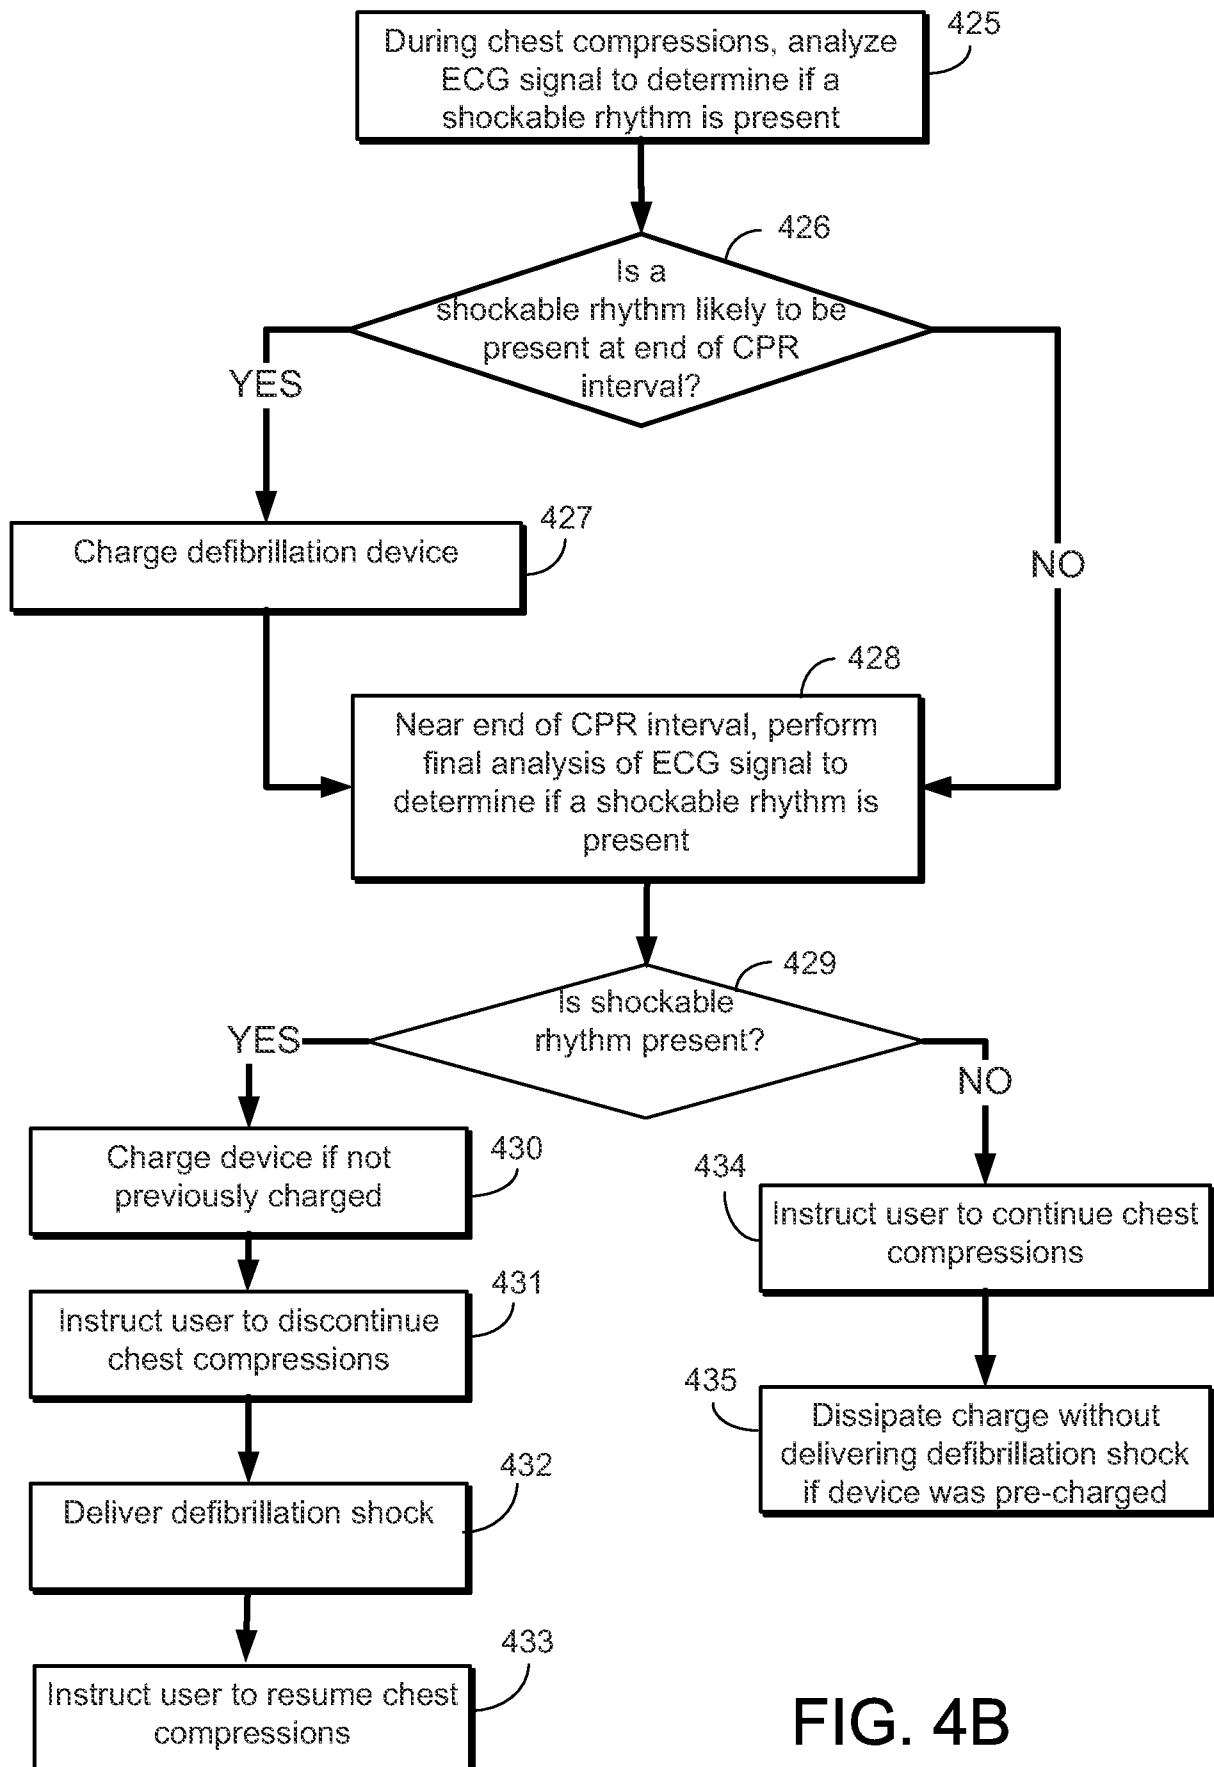 During chest compressions, analyze
ECG signal to determine if a
shockable rhythm is present
425
426
Is a
shockable rhythm likely to be
present at end of CPR
interval?
YES
NO
427
Charge defibrillation device
428
Near end of CPR interval, perform
final analysis of ECG signal to
determine if a shockable rhythm is
present
429
Is shockable
rhythm present?
YES
NO
430
Charge device if not
previously charged
434
Instruct user to continue chest
compressions
431
Instruct user to discontinue
chest compressions
435
Dissipate charge without
delivering defibrillation shock
if device was pre-charged
432
Deliver defibrillation shock
433
Instruct user to resume chest
compressions
FIG. 4B